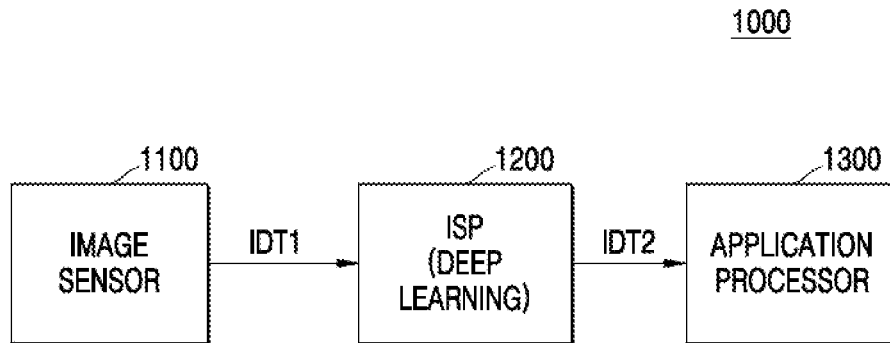 1000
1100
1200
1300
IMAGE
SENSOR
IDT1
ISP
(DEEP
LEARNING)
IDT2
APPLICATION
PROCESSOR